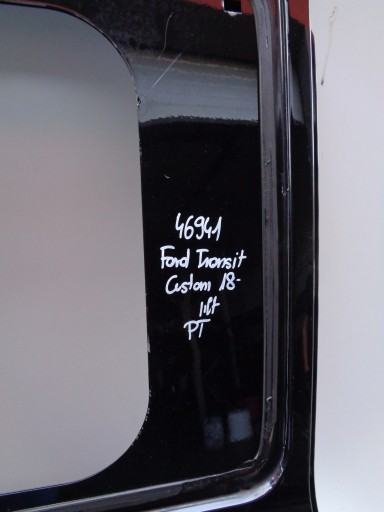 46941
Ford Transit
Custom 18-
lift
PT